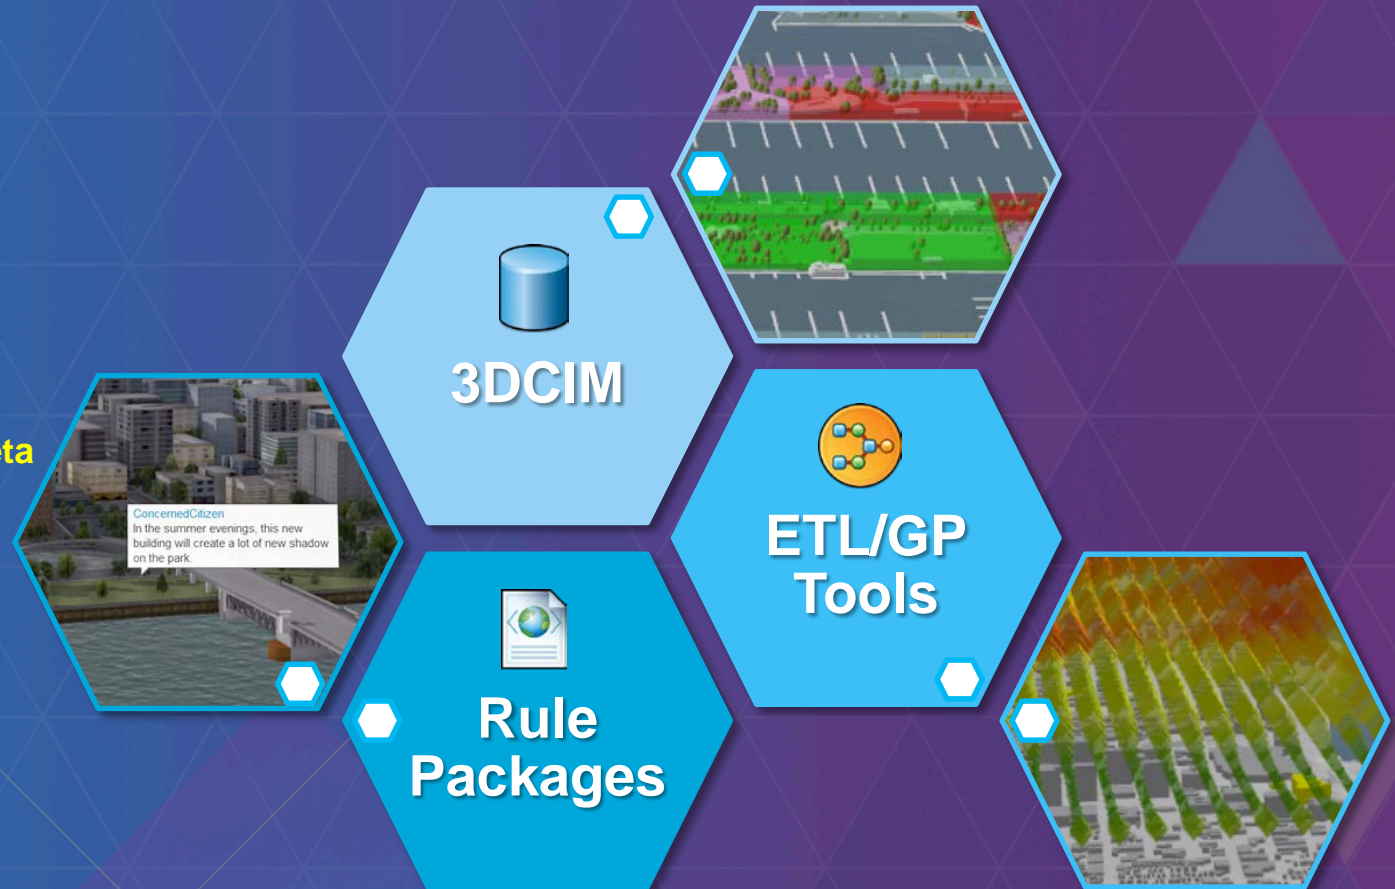 3DCIM
eta
ConcernedCitizen
In the summer evenings, this new
building will create a lot of new shadow
on the park.
ETL/GP
Tools
Rule
Packages